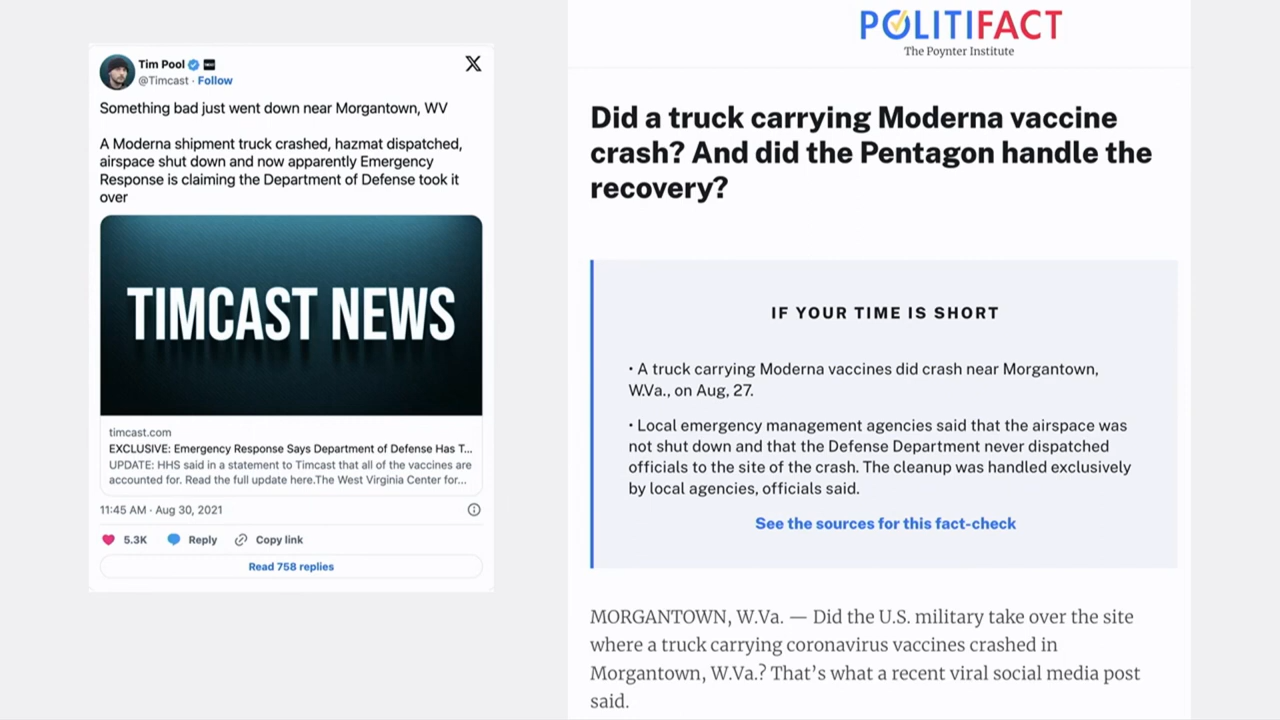 Tim Pool
@Timcast · Follow
Something bad just went down near Morgantown, WV
A Moderna shipment truck crashed, hazmat dispatched,
airspace shut down and now apparently Emergency
Response is claiming the Department of Defense took it
over
TIMCAST NEWS
timcast.com
EXCLUSIVE: Emergency Response Says Department of Defense Has T...
UPDATE: HHS said in a statement to Timcast that all of the vaccines are
accounted for. Read the full update here.The West Virginia Center for...
11:45 AM · Aug 30, 2021
5.3K Reply Copy link
Read 758 replies
POLITIFACT
The Poynter Institute
Did a truck carrying Moderna vaccine
crash? And did the Pentagon handle the
recovery?
IF YOUR TIME IS SHORT
• A truck carrying Moderna vaccines did crash near Morgantown,
W.Va., on Aug, 27.
• Local emergency management agencies said that the airspace was
not shut down and that the Defense Department never dispatched
officials to the site of the crash. The cleanup was handled exclusively
by local agencies, officials said.
See the sources for this fact-check
MORGANTOWN, W.Va. — Did the U.S. military take over the site
where a truck carrying coronavirus vaccines crashed in
Morgantown, W.Va.? That’s what a recent viral social media post
said.